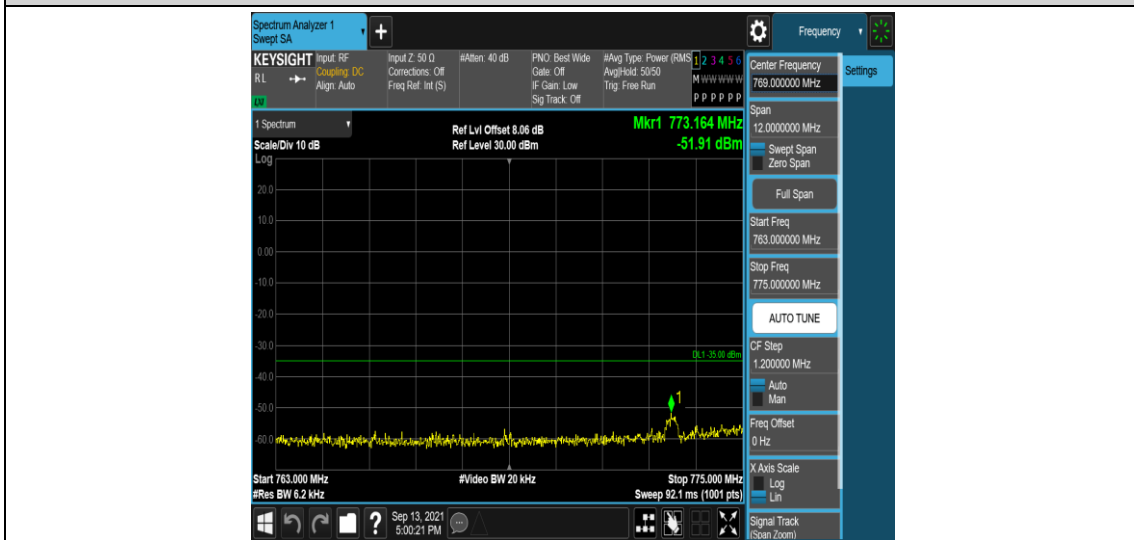 Spectrum Analyzer 1
Swept SA
+
Frequency
KEYSIGHT
RL
Input: RF
Coupling: DC
Align: Auto
Input Z: 50 Ω
Corrections: Off
Freq Ref: Int (S)
#Atten: 40 dB
PNO: Best Wide
Gate: Off
IF Gain: Low
Sig Track: Off
#Avg Type: Power (RMS
Avg|Hold: 50/50
Trig: Free Run
1 2 3 4 5 6
M W W W W W
P P P P P P
1 Spectrum
Scale/Div 10 dB
Ref Lvl Offset 8.06 dB
Ref Level 30.00 dBm
Mkr1 773.164 MHz
-51.91 dBm
Log
20.0
10.0
0.00
-10.0
-20.0
-30.0
-40.0
-50.0
-60.0
DL1 -35.00 dBm
1
Start 763.000 MHz
#Res BW 6.2 kHz
#Video BW 20 kHz
Stop 775.000 MHz
Sweep 92.1 ms (1001 pts)
Center Frequency
769.000000 MHz
Settings
Span
12.0000000 MHz
Swept Span
Zero Span
Full Span
Start Freq
763.000000 MHz
Stop Freq
775.000000 MHz
AUTO TUNE
CF Step
1.200000 MHz
Auto
Man
Freq Offset
0 Hz
X Axis Scale
Log
Lin
Signal Track
(Span Zoom)
?
Sep 13, 2021
5:00:21 PM